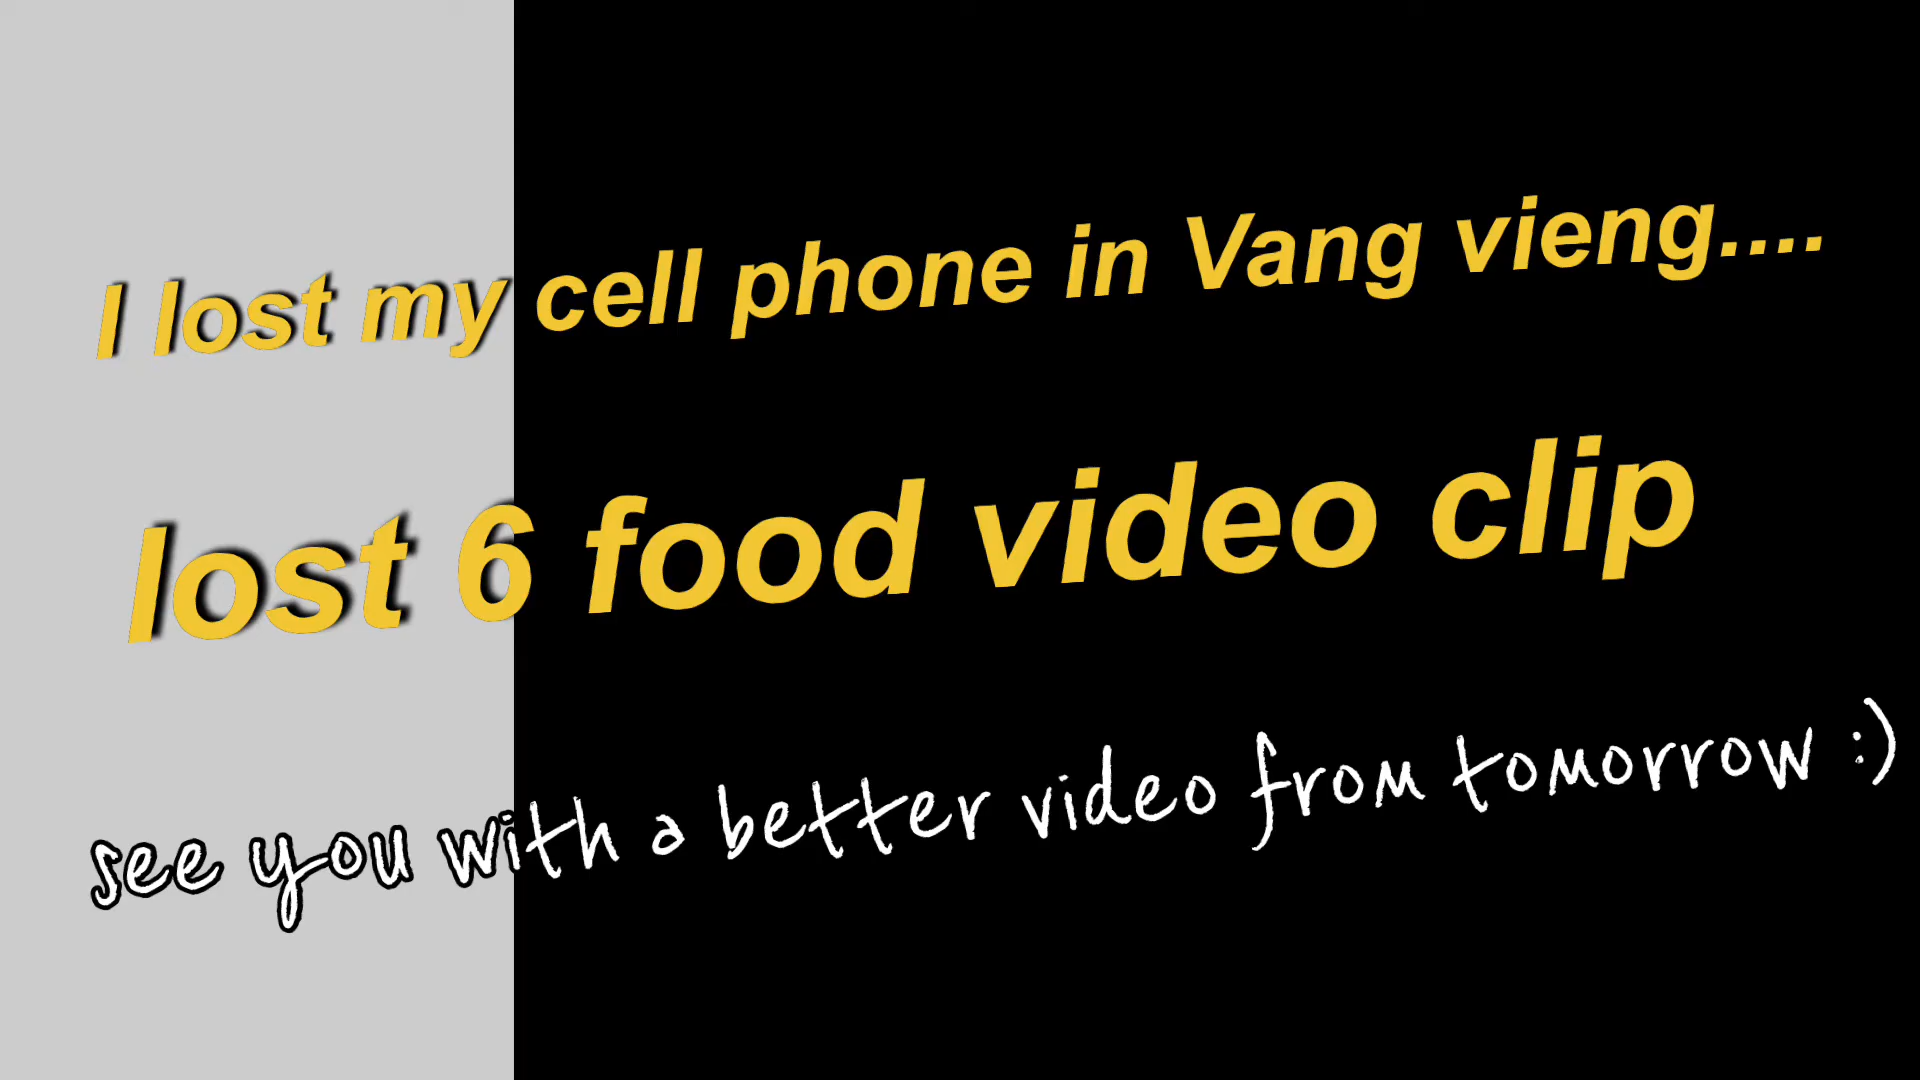 I lost my cell phone in Vang vieng....
lost 6 food video clip
see you with a better video from tomorrow :)